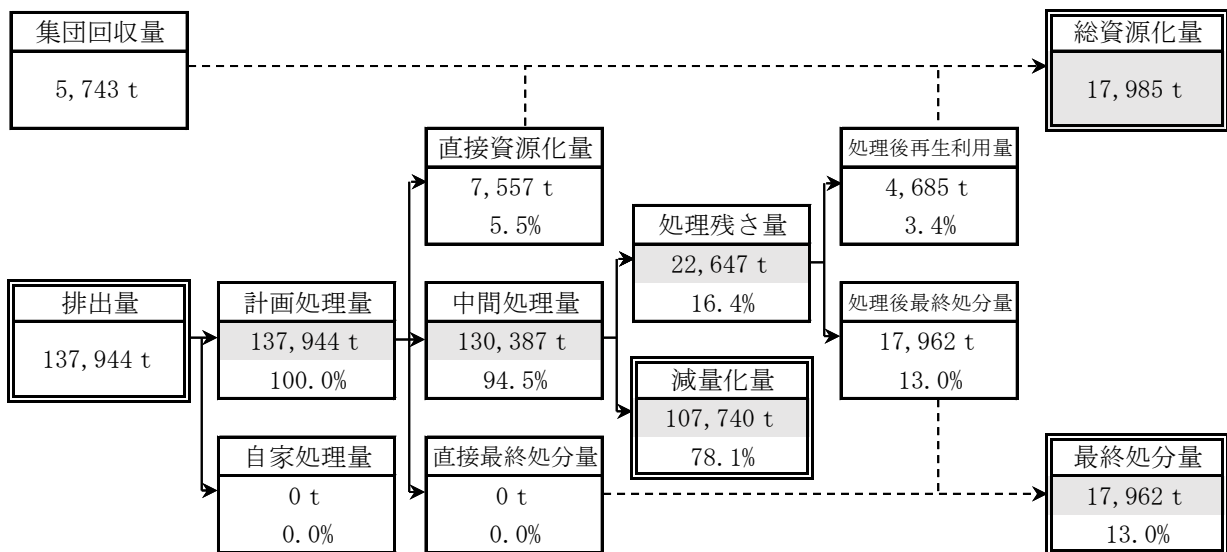 集団回収量
5,743 t
総資源化量
17,985 t
直接資源化量
7,557 t
5.5%
処理後再生利用量
4,685 t
3.4%
処理残さ量
22,647 t
16.4%
排出量
137,944 t
計画処理量
137,944 t
100.0%
中間処理量
130,387 t
94.5%
処理後最終処分量
17,962 t
13.0%
減量化量
107,740 t
78.1%
自家処理量
0 t
0.0%
直接最終処分量
0 t
0.0%
最終処分量
17,962 t
13.0%